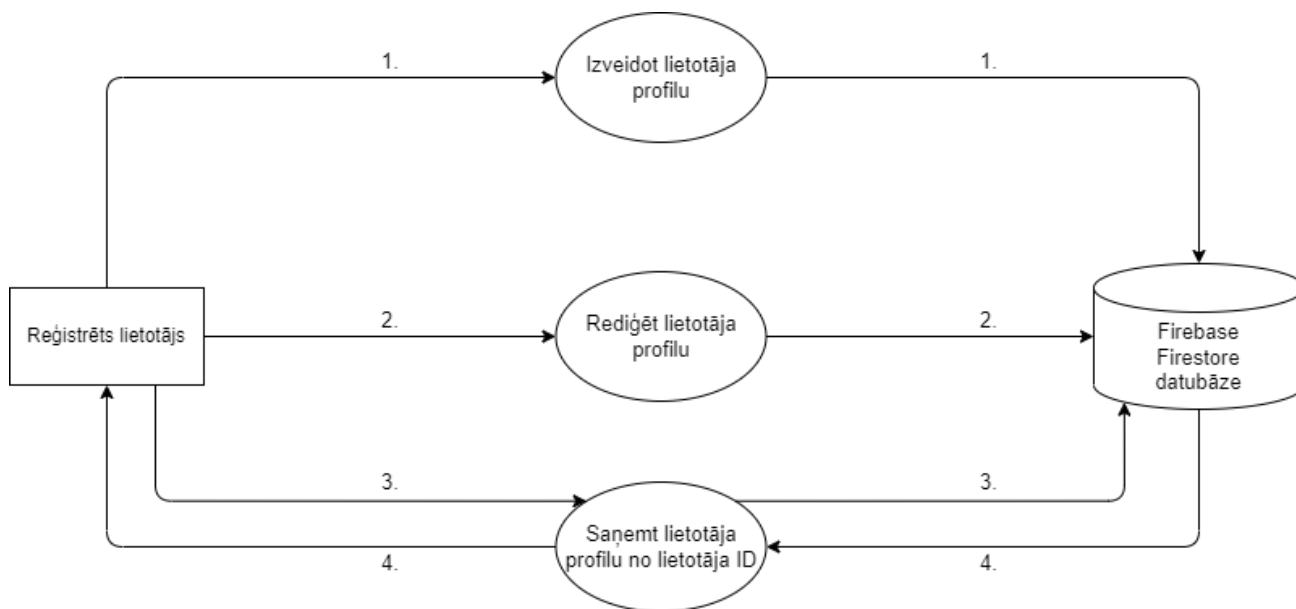 1.
Izveidot lietotāja
profilu
1.
Reģistrēts lietotājs
2.
Rediģēt lietotāja
profilu
2.
Firebase
Firestore
datubāze
3.
3.
Saņemt lietotāja
profilu no lietotāja ID
4.
4.